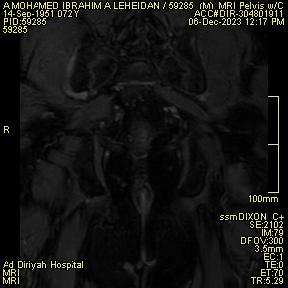 A MOHAMED IBRAHIM A LEHEIDAN / 59285  (M)  MRI Pelvis w/C
14-Sep-1951 072Y
ACC#DIR-304801911
PID:59285
06-Dec-2023 12:17 PM
59285
R
100mm
ssmDIXON  C+
SE:2102
IM:79
DFOV:300
3.5mm
EC:1
Ad Diriyah Hospital
TE:0
MRI
ET:70
MRI
TR:5.29